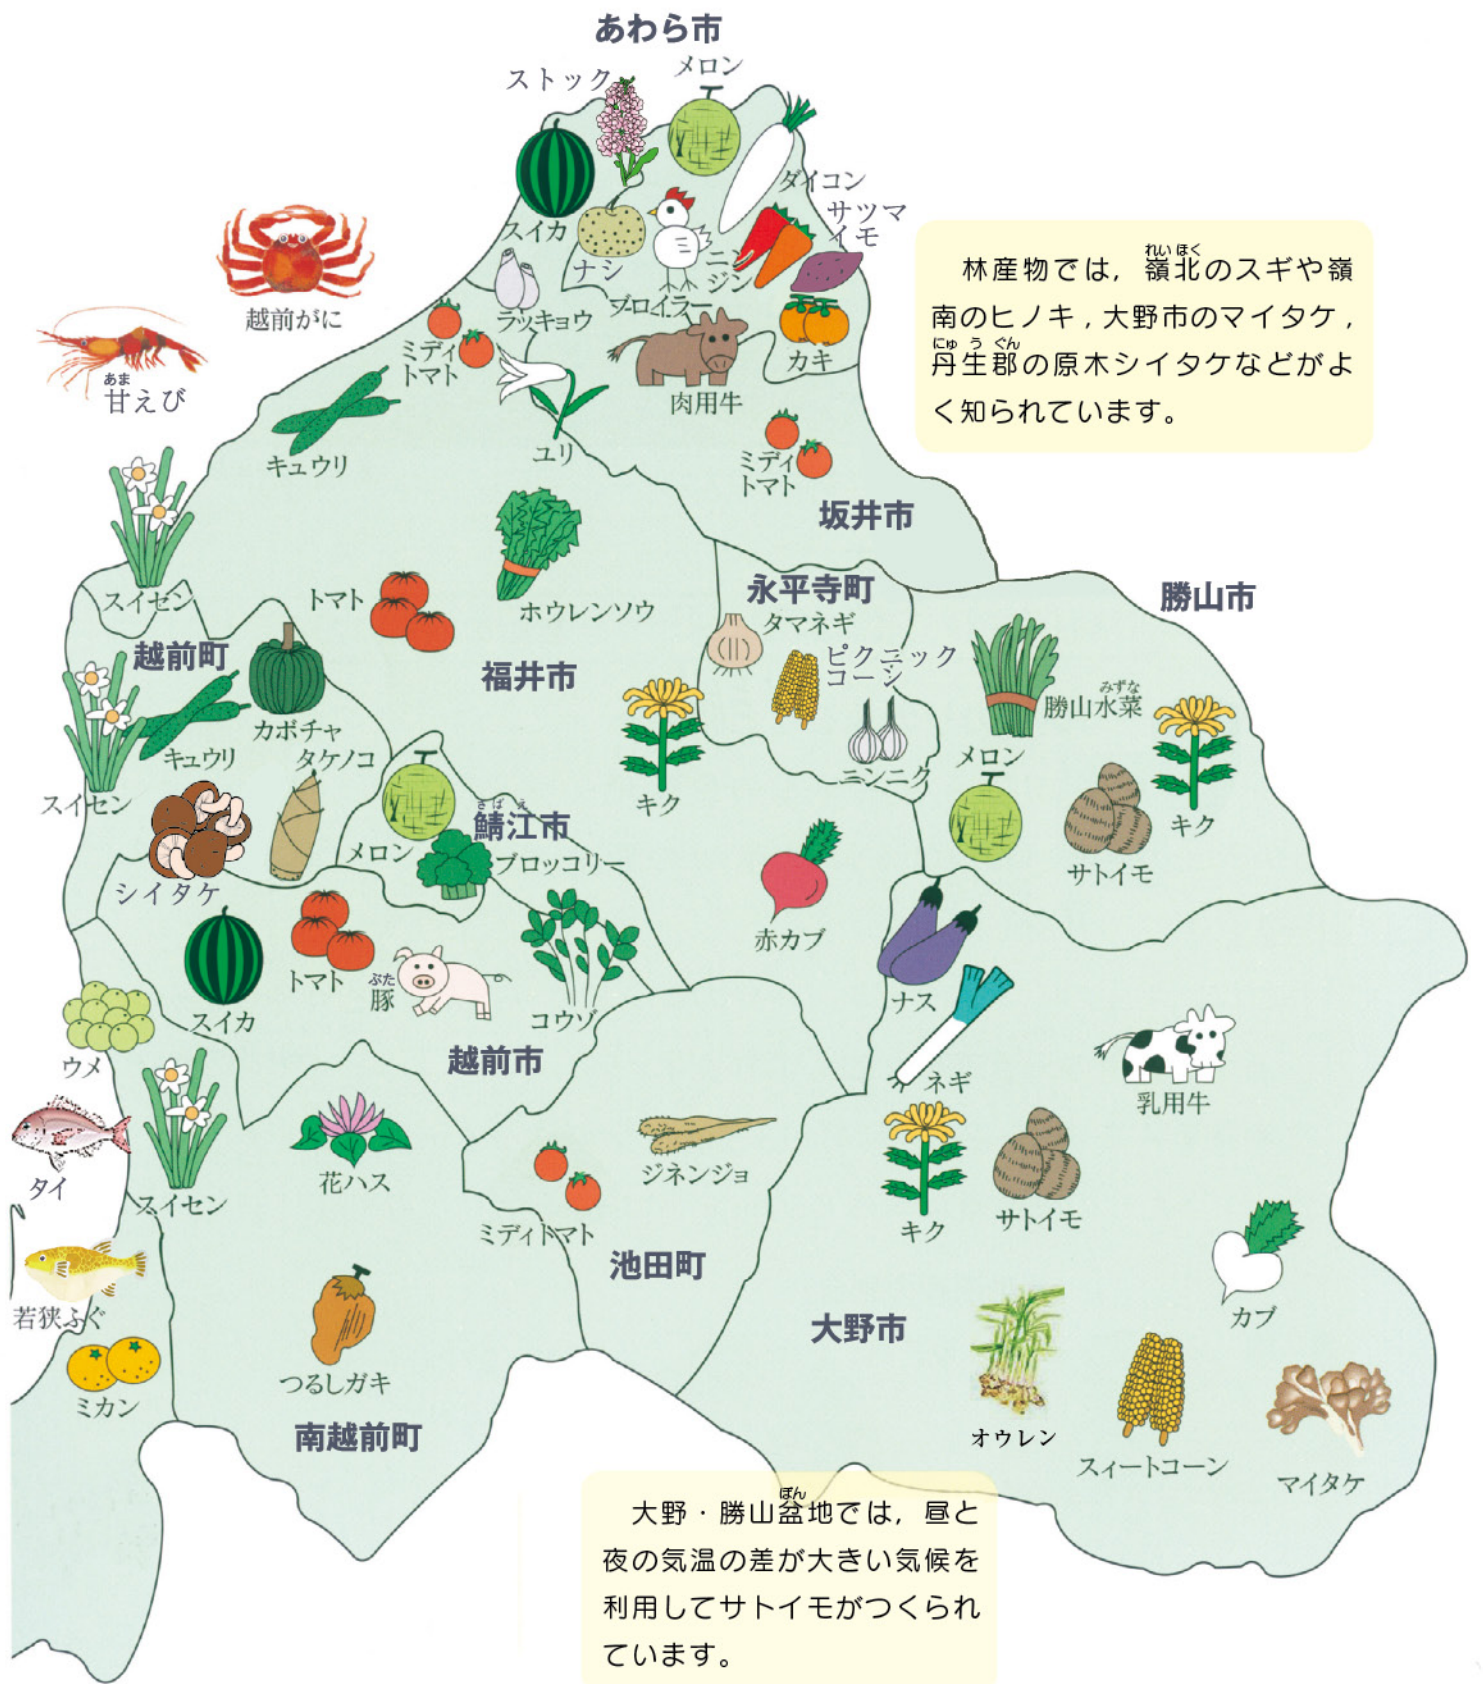 あわら市
ストック
メロン
スイカ
ナシ
ブロイラー
ダイコン
ニン
ジン
サツマ
イモ
カキ
越前がに
あま
甘えび
ラッキョウ
ミディ
トマト
肉用牛
キュウリ
ユリ
ミディ
トマト
坂井市
れいほく
林産物では，嶺北のスギや嶺
南のヒノキ，大野市のマイタケ，
にゅうぐん
丹生郡の原木シイタケなどがよ
く知られています。
スイセン
トマト
ホウレンソウ
福井市
キク
赤カブ
永平寺町
タマネギ
ピクニック
コーン
ニンニク
勝山市
みずな
勝山水菜
メロン
サトイモ
キク
越前町
カボチャ
キュウリ
タケノコ
スイセン
シイタケ
さばえ
鯖江市
メロン
ブロッコリー
スイカ
トマト
ぶた
豚
コウゾ
越前市
ウメ
タイ
スイセン
花ハス
若狭ふぐ
ミカン
つるしガキ
南越前町
ジネンジョ
ミディトマト
池田町
ナス
ネギ
乳用牛
キク
サトイモ
カブ
大野市
オウレン
スィートコーン
マイタケ
ぼん
大野・勝山盆地では，昼と
夜の気温の差が大きい気候を
利用してサトイモがつくられ
ています。